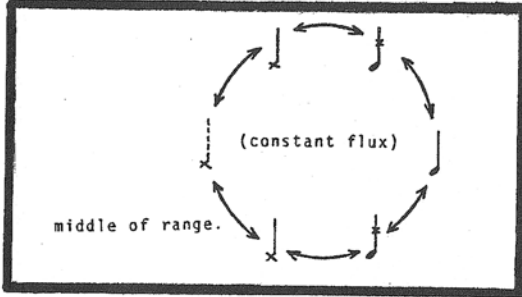 (constant flux)
middle of range.